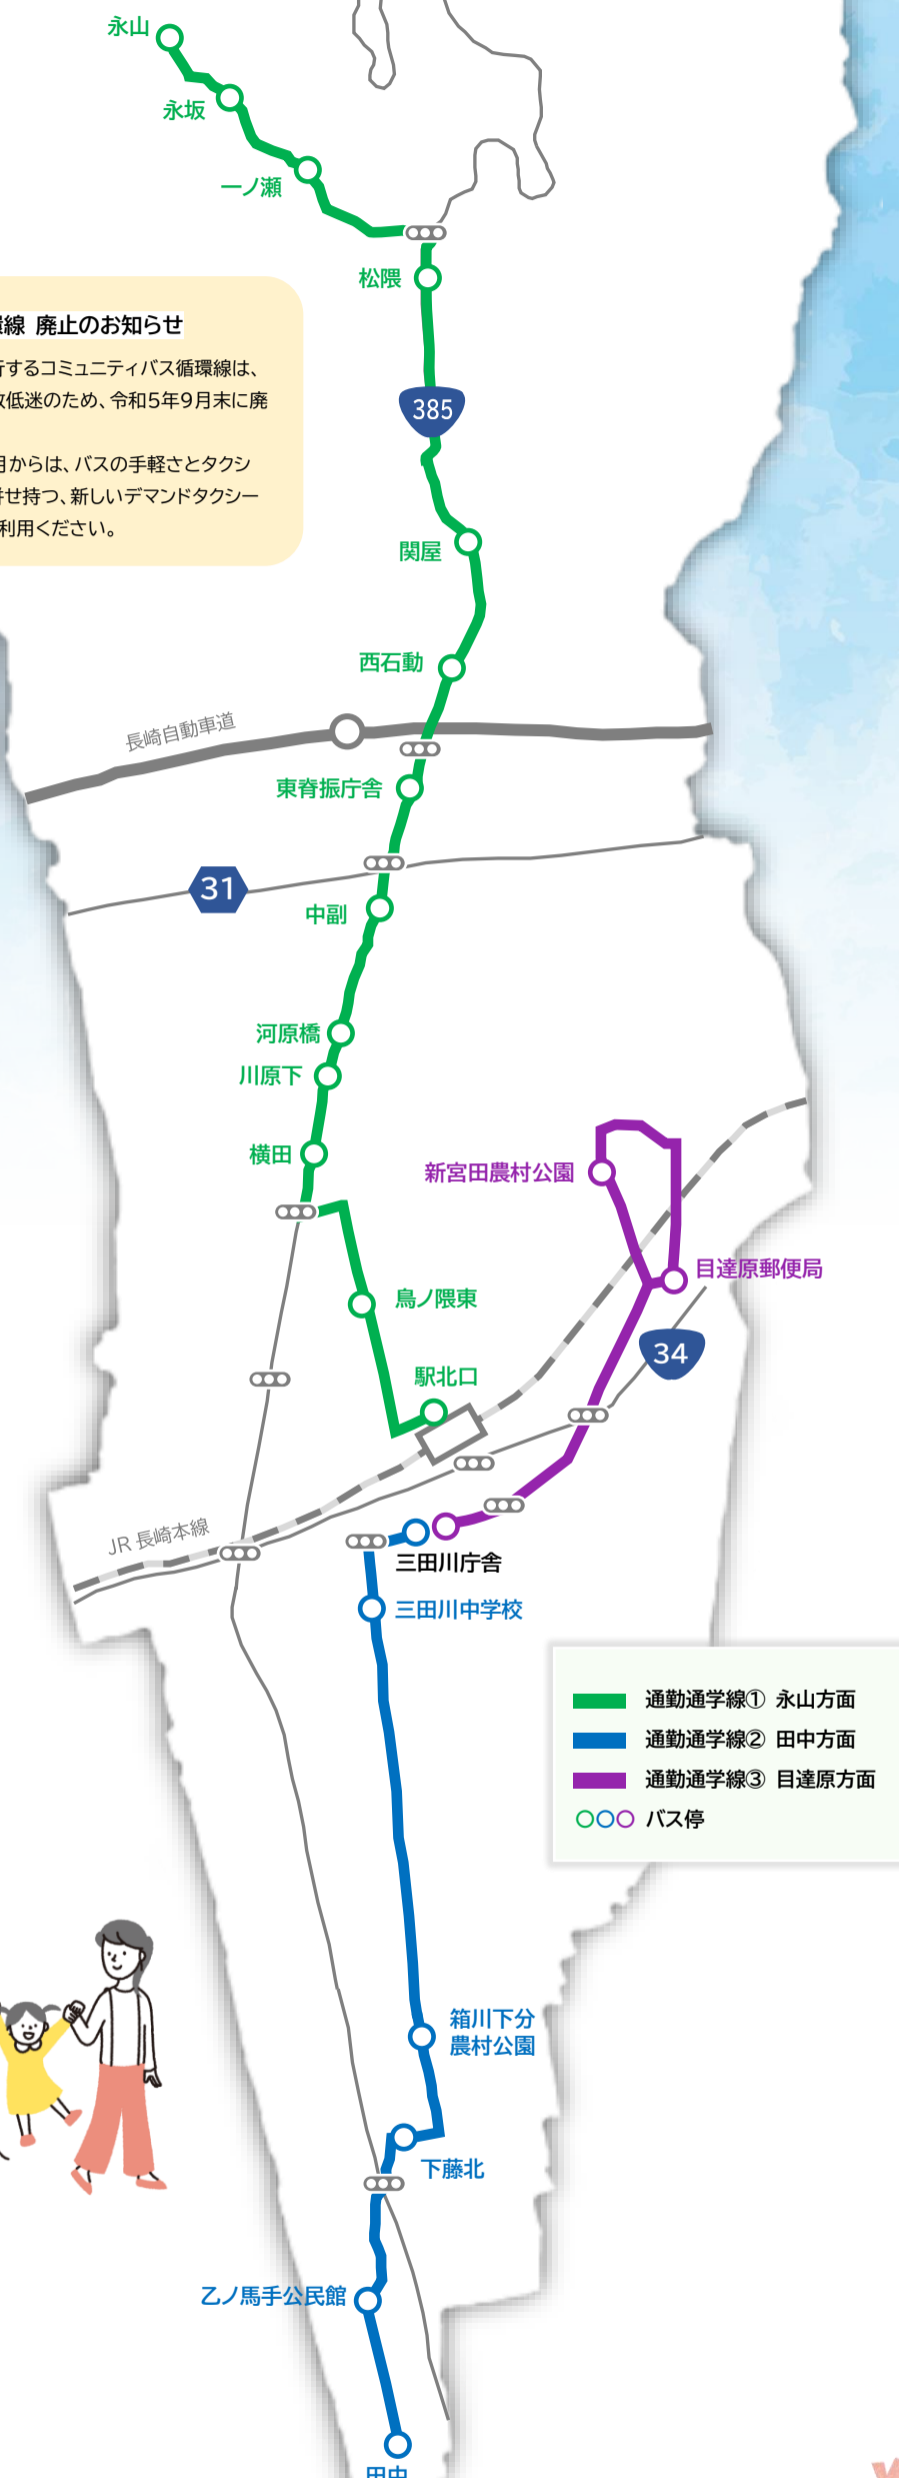 永山
永坂
一ノ瀬
松隈
環線 廃止のお知らせ
行するコミュニティバス循環線は、
数低迷のため、令和5年9月末に廃
月からは、バスの手軽さとタクシ
併せ持つ、新しいデマンドタクシー
利用ください。
385
関屋
西石動
長崎自動車道
東脊振庁舎
31
中副
河原橋
川原下
横田
新宮田農村公園
目達原郵便局
鳥ノ隈東
34
駅北口
JR 長崎本線
三田川庁舎
三田川中学校
通勤通学線① 永山方面
通勤通学線② 田中方面
通勤通学線③ 目達原方面
バス停
箱川下分
農村公園
下藤北
乙ノ馬手公民館
田中